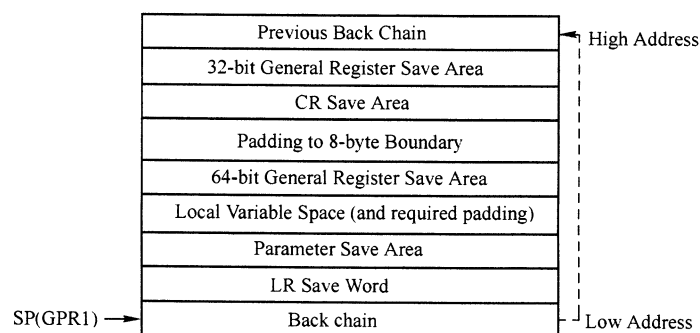 Previous Back Chain
High Address
32-bit General Register Save Area
CR Save Area
Padding to 8-byte Boundary
64-bit General Register Save Area
Local Variable Space (and required padding)
Parameter Save Area
LR Save Word
SP(GPR1)
Back chain
Low Address